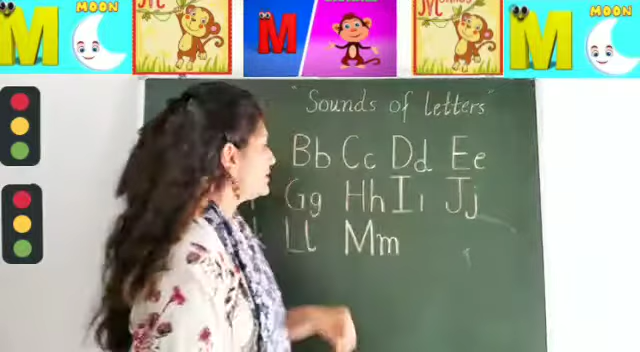 M MOON M M M M MOON
"Sounds of letters"
Bb Cc Dd Ee
Gg Hh Ii Jj
Ll Mm